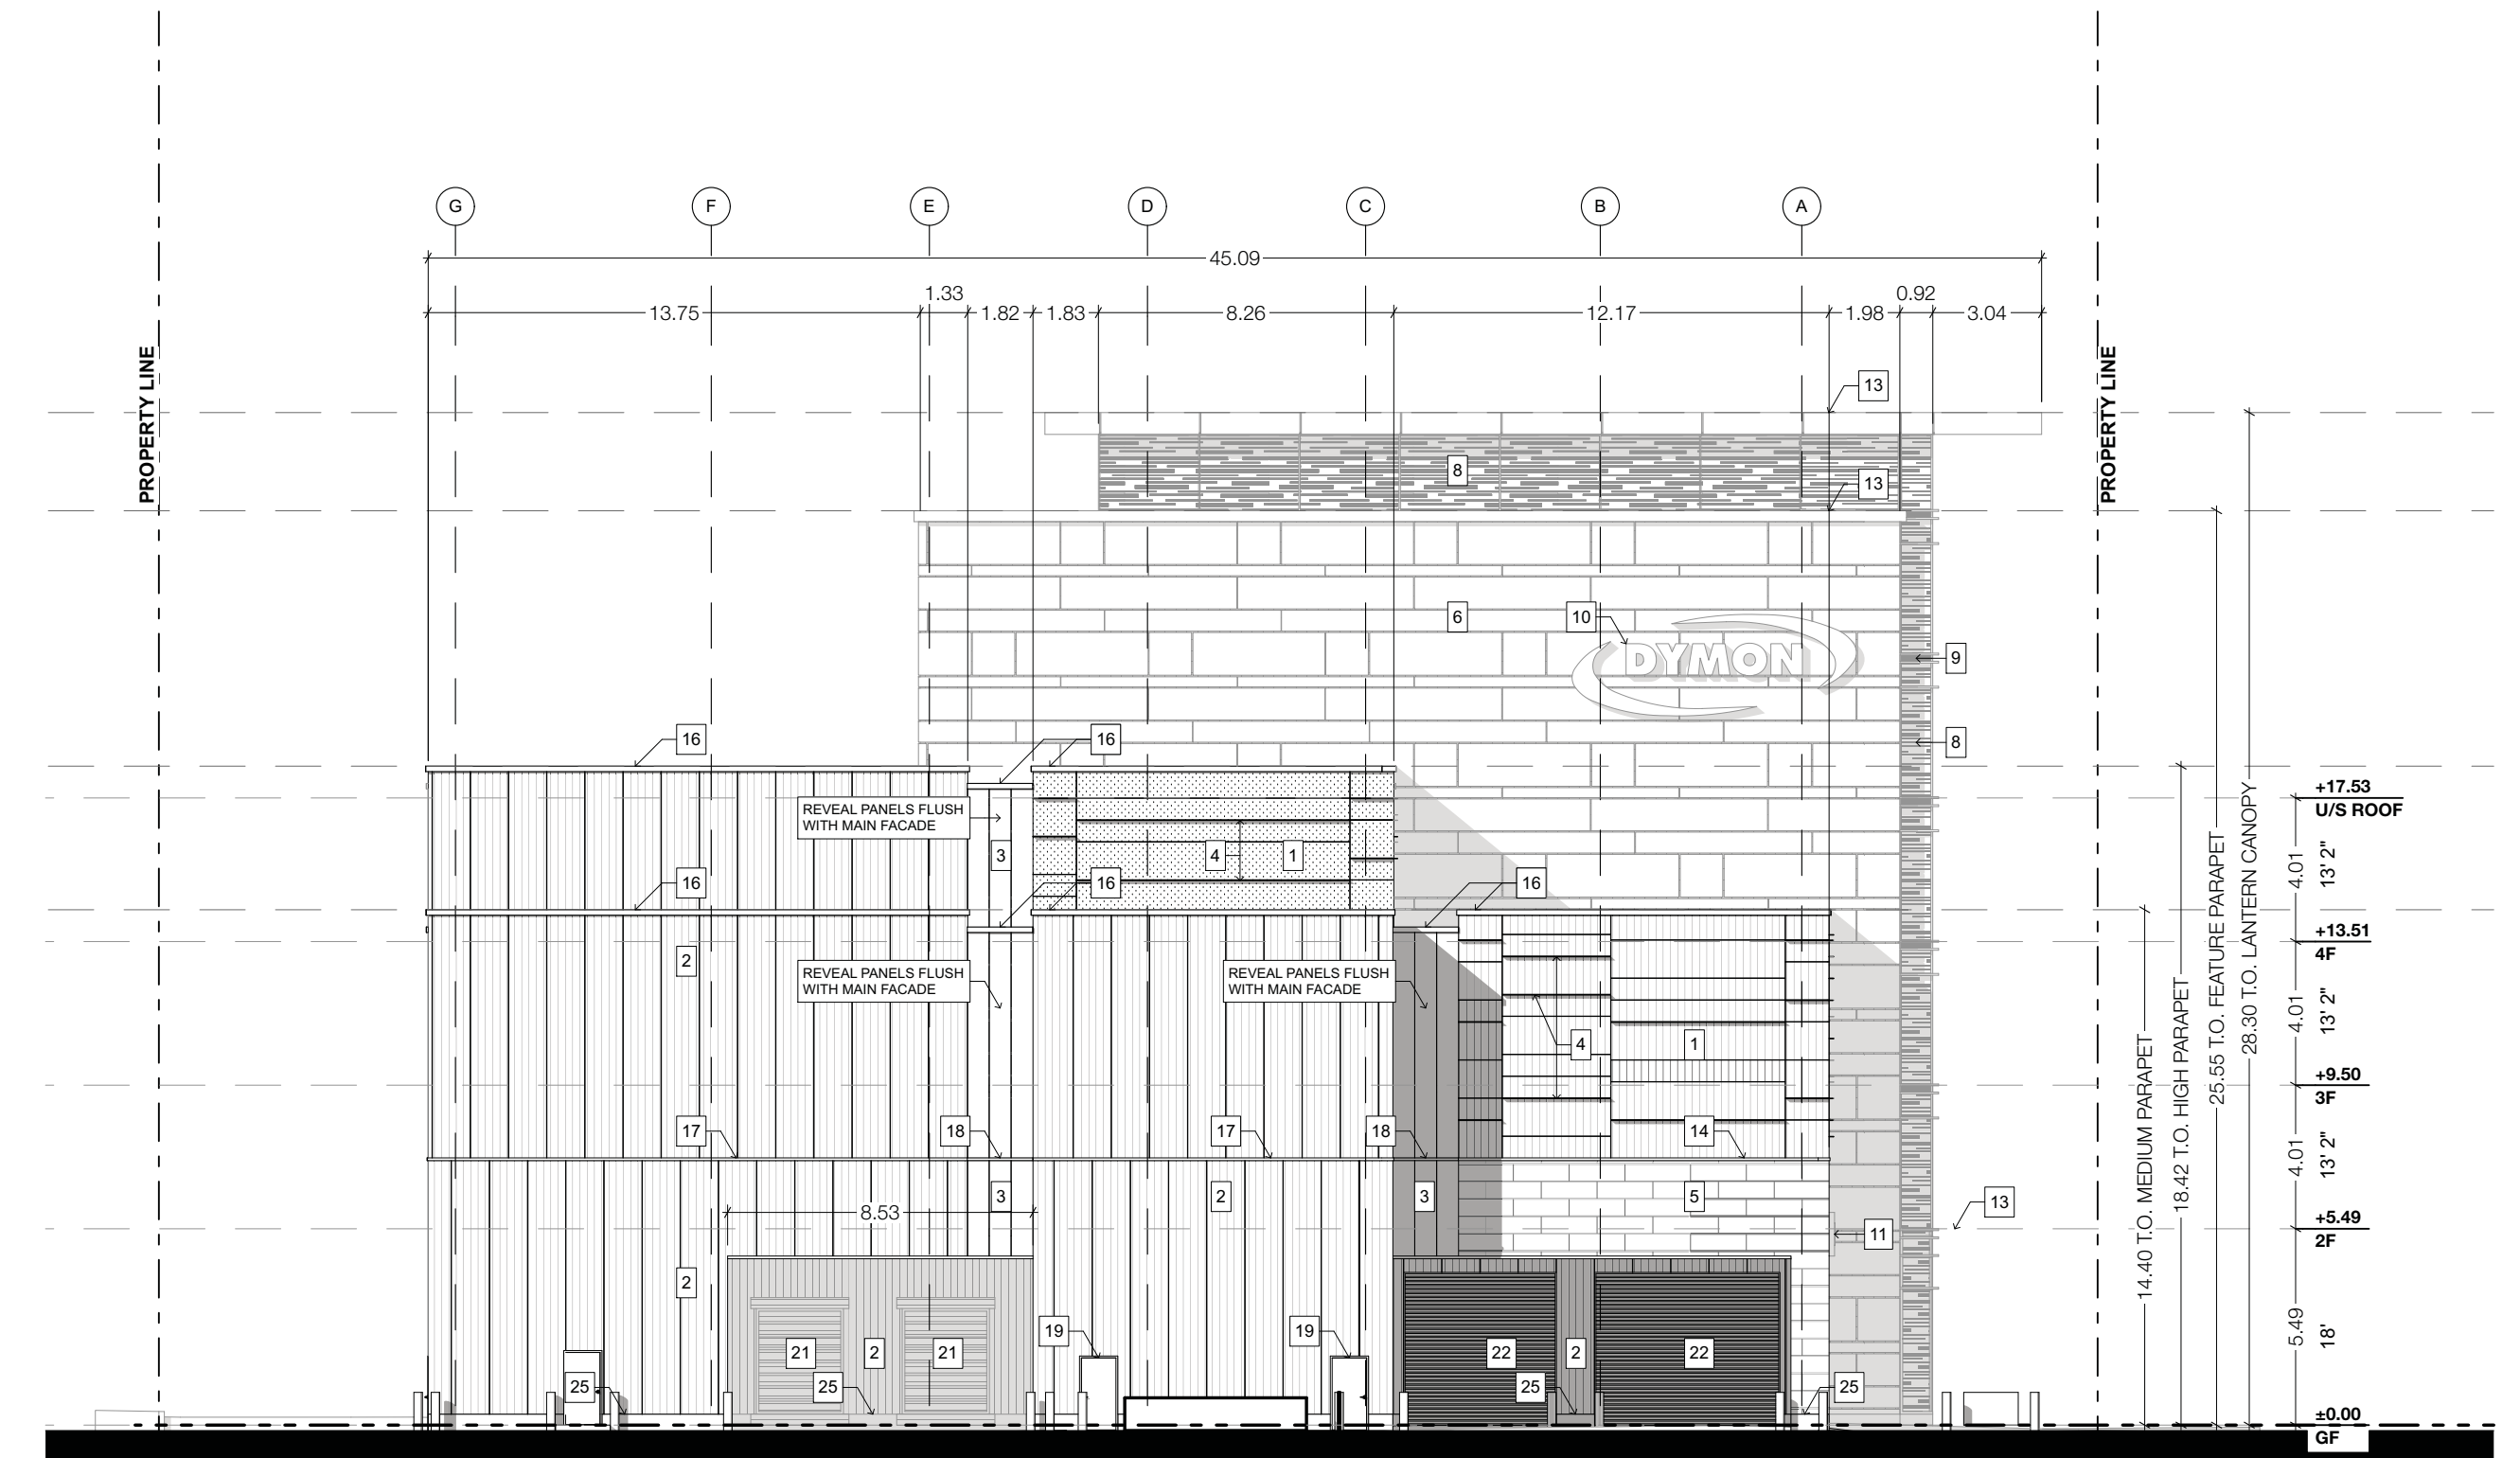 G F E D C B A
45.09
1.33 0.92
13.75 1.82 1.83 8.26 12.17 1.98 3.04
PROPERTY LINE
PROPERTY LINE
13
8
13
6
10
DYMON
9
8
16
16
REVEAL PANELS FLUSH
WITH MAIN FACADE
3
4
1
16
16
16
2
REVEAL PANELS FLUSH
WITH MAIN FACADE
REVEAL PANELS FLUSH
WITH MAIN FACADE
4
1
17
18
17
18
14
3
2
3
5
8.53
13
11
2
19
19
21
2
21
22
2
22
25
25
25
25
14.40 T.O. MEDIUM PARAPET
18.42 T.O. HIGH PARAPET
25.55 T.O. FEATURE PARAPET
28.30 T.O. LANTERN CANOPY
+17.53
U/S ROOF
4.01
13' 2"
+13.51
4F
4.01
13' 2"
+9.50
3F
4.01
13' 2"
+5.49
2F
5.49
18'
±0.00
GF